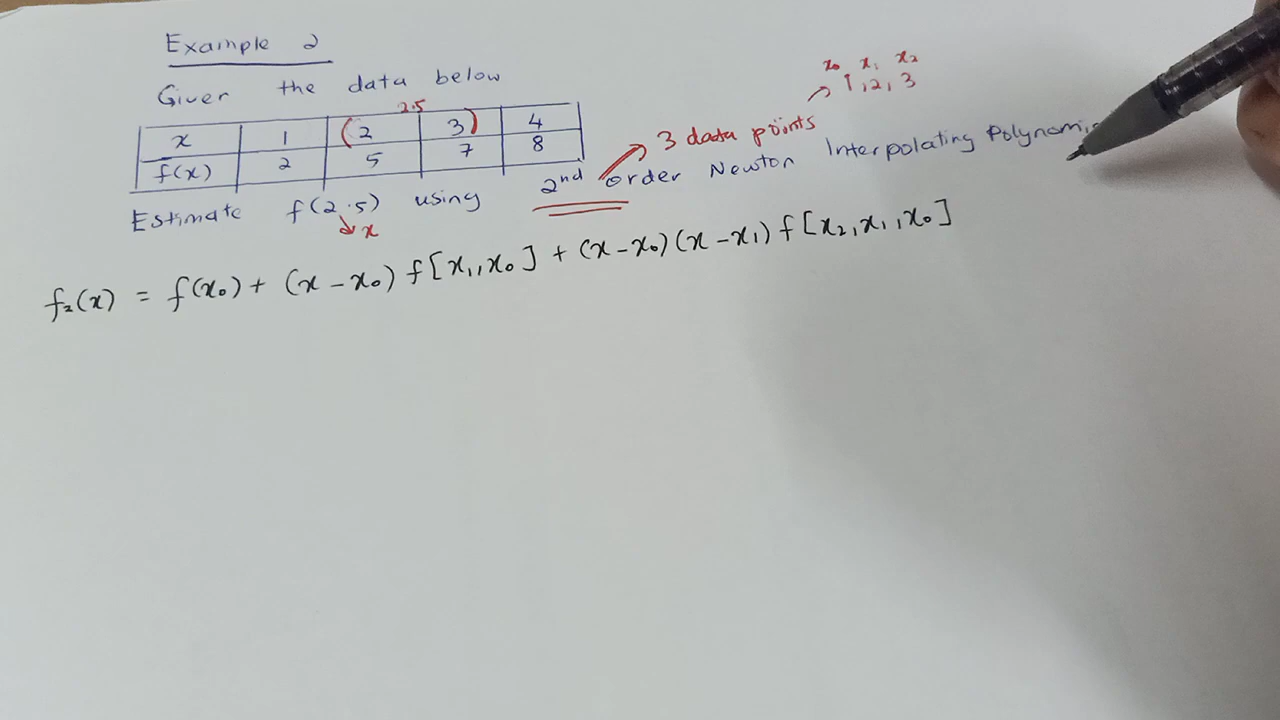 Example 2
Given the data below
x0 x1 x2
1, 2, 3
2.5
x 1 (2 3) 4
f(x) 2 5 7 8
3 data points
Estimate f(2.5) using 2nd order Newton Interpolating
x
f2(x) = f(x0) + (x - x0) f[x1, x0] + (x - x0)(x - x1) f[x2, x1, x0]